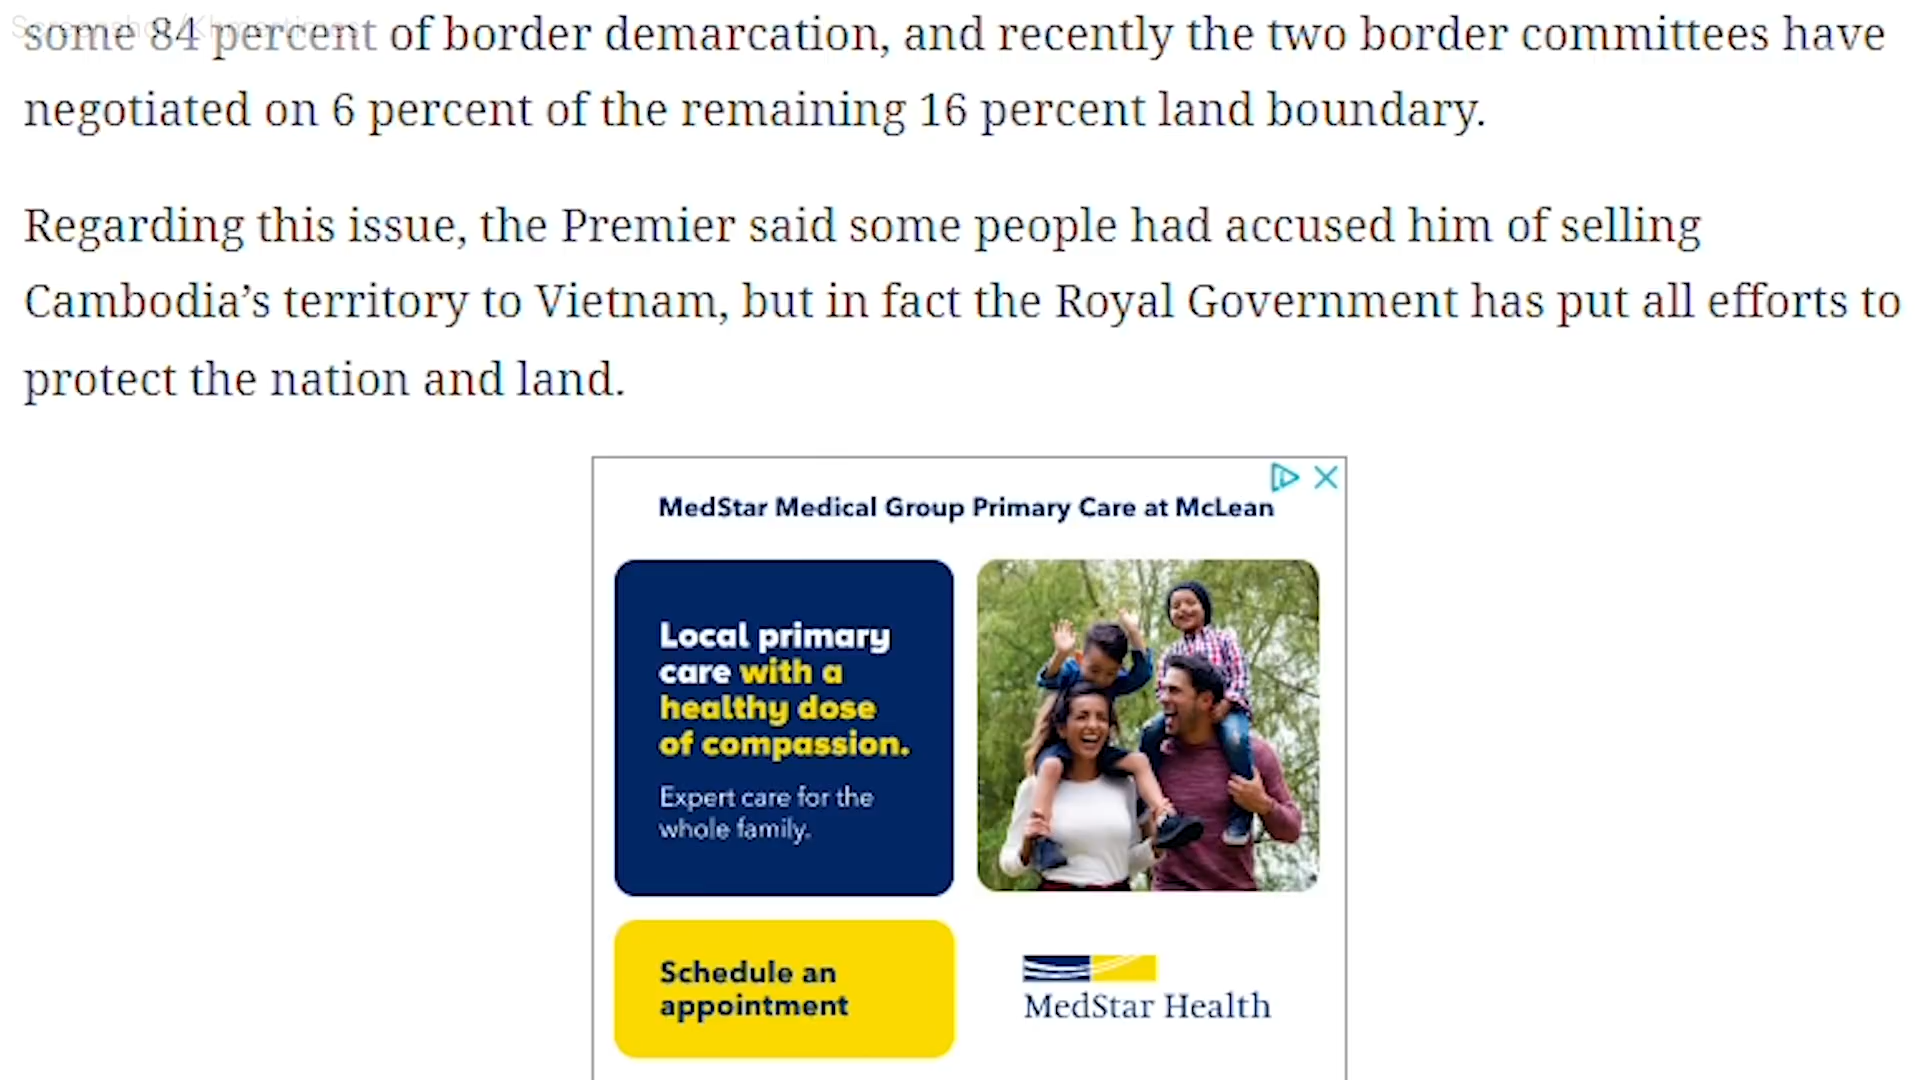 Screenshot/Khmertimes
some 84 percent of border demarcation, and recently the two border committees have
negotiated on 6 percent of the remaining 16 percent land boundary.
Regarding this issue, the Premier said some people had accused him of selling
Cambodia’s territory to Vietnam, but in fact the Royal Government has put all efforts to
protect the nation and land.
MedStar Medical Group Primary Care at McLean
Local primary
care with a
healthy dose
of compassion.
Expert care for the
whole family.
Schedule an
appointment
MedStar Health